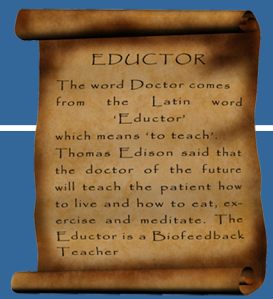 EDUCTOR
The word Doctor comes
from the Latin word
'Eductor'
which means 'to teach'.
Thomas Edison said that
the doctor of the future
will teach the patient how
to live and how to eat, ex-
ercise and meditate. The
Eductor is a Biofeedback
Teacher